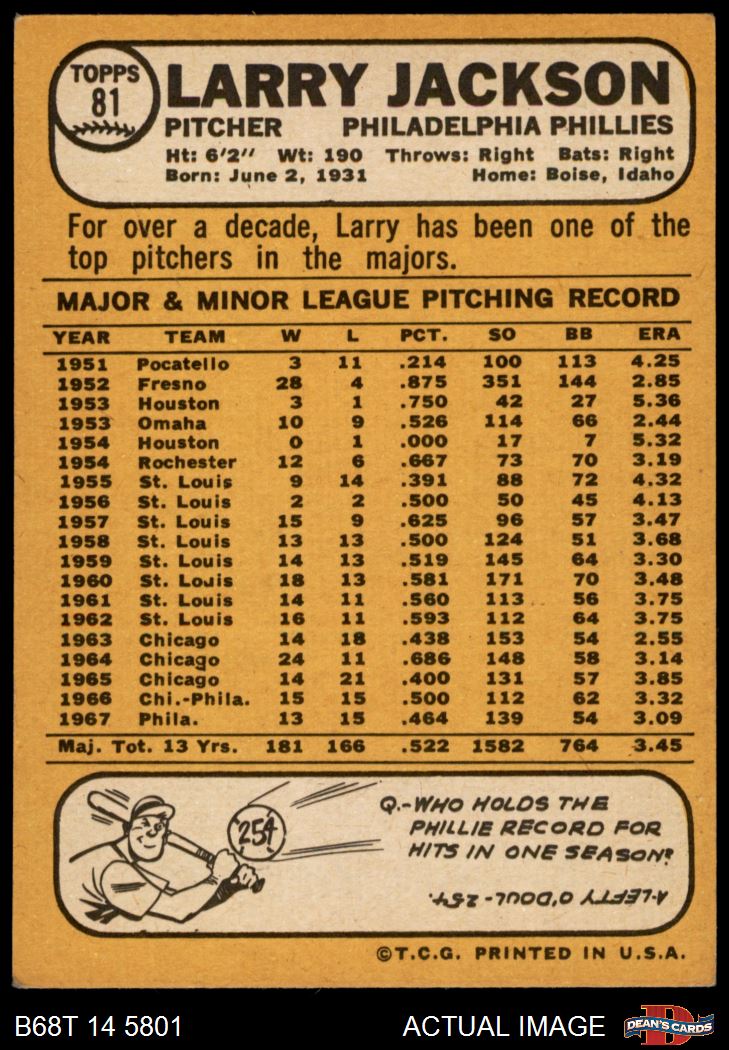 TOPPS
81
LARRY JACKSON
PITCHER PHILADELPHIA PHILLIES
Ht: 6'2" Wt: 190 Throws: Right Bats: Right
Born: June 2, 1931 Home: Boise, Idaho
For over a decade, Larry has been one of the
top pitchers in the majors.
MAJOR & MINOR LEAGUE PITCHING RECORD
YEAR TEAM W L PCT. SO BB ERA
1951 Pocatello 3 11 .214 100 113 4.25
1952 Fresno 28 4 .875 351 144 2.85
1953 Houston 3 1 .750 42 27 5.36
1953 Omaha 10 9 .526 114 66 2.44
1954 Houston 0 1 .000 17 7 5.32
1954 Rochester 12 6 .667 73 70 3.19
1955 St. Louis 9 14 .391 88 72 4.32
1956 St. Louis 2 2 .500 50 45 4.13
1957 St. Louis 15 9 .625 96 57 3.47
1958 St. Louis 13 13 .500 124 51 3.68
1959 St. Louis 14 13 .519 145 64 3.30
1960 St. Louis 18 13 .581 171 70 3.48
1961 St. Louis 14 11 .560 113 56 3.75
1962 St. Louis 16 11 .593 112 64 3.75
1963 Chicago 14 18 .438 153 54 2.55
1964 Chicago 24 11 .686 148 58 3.14
1965 Chicago 14 21 .400 131 57 3.85
1966 Chi.-Phila. 15 15 .500 112 62 3.32
1967 Phila. 13 15 .464 139 54 3.09
Maj. Tot. 13 Yrs. 181 166 .522 1582 764 3.45
254
Q.-WHO HOLDS THE
PHILLIE RECORD FOR
HITS IN ONE SEASON?
A-LEFTY O'DOUL-254.
©T.C.G. PRINTED IN U.S.A.
B68T 14 5801 ACTUAL IMAGE
D
DEAN'S CARDS